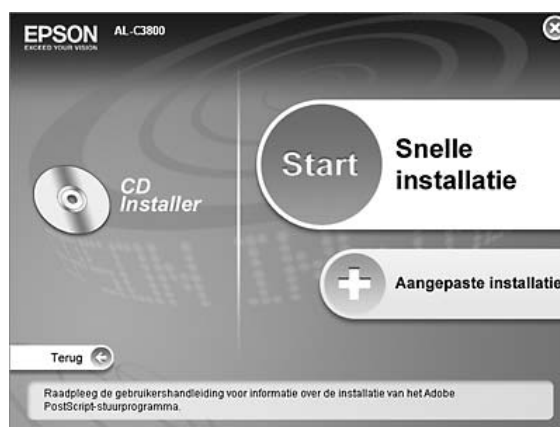 EPSON AL-C3800
EXCEED YOUR VISION
Start
Snelle
installatie
CD
Installer
Aangepaste installatie
Terug
Raadpleeg de gebruikershandleiding voor informatie over de installatie van het Adobe
PostScript-stuurprogramma.